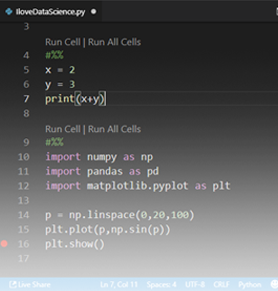 IloveDataScience.py
3
Run Cell | Run All Cells
4 #%%
5 x = 2
6 y = 3
7 print(x+y)
8
Run Cell | Run All Cells
9 #%%
10 import numpy as np
11 import pandas as pd
12 import matplotlib.pyplot as plt
13
14 p = np.linspace(0,20,100)
15 plt.plot(p,np.sin(p))
16 plt.show()
17
Live Share Ln 7, Col 11 Spaces: 4 UTF-8 CRLF Python